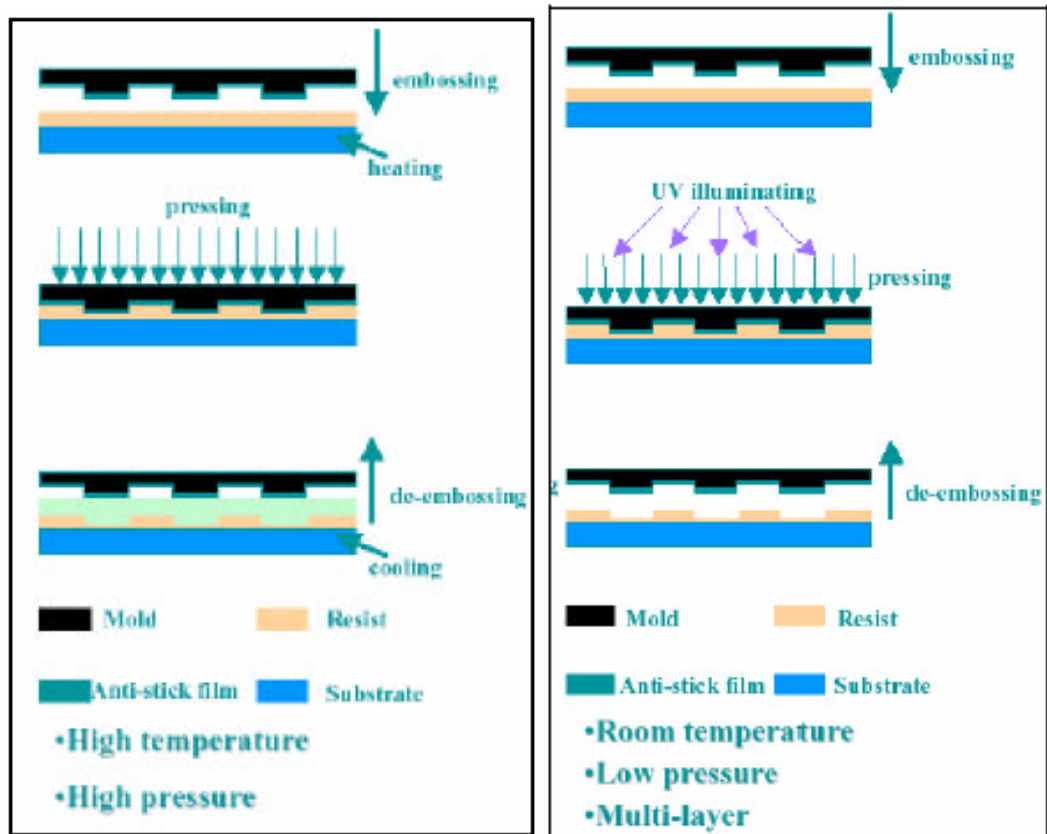 embossing
heating
pressing
de-embossing
cooling
Mold
Resist
Anti-stick film
Substrate
•High temperature
•High pressure
embossing
UV illuminating
pressing
de-embossing
Mold
Resist
Anti-stick film
Substrate
•Room temperature
•Low pressure
•Multi-layer